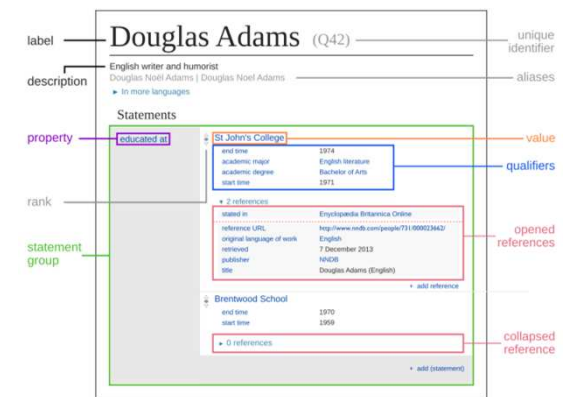 label
Douglas Adams (Q42)
unique identifier
description
English writer and humorist
Douglas Noël Adams | Douglas Noel Adams
aliases
▸ In more languages
Statements
property
educated at
St John's College
value
end time 1974
academic major English literature
academic degree Bachelor of Arts
start time 1971
qualifiers
rank
▾ 2 references
stated in Encyclopædia Britannica Online
reference URL http://www.nndb.com/people/731/000023662/
original language of work English
retrieved 7 December 2013
publisher NNDB
title Douglas Adams (English)
opened references
statement group
+ add reference
Brentwood School
end time 1970
start time 1959
▸ 0 references
collapsed reference
+ add (statement)